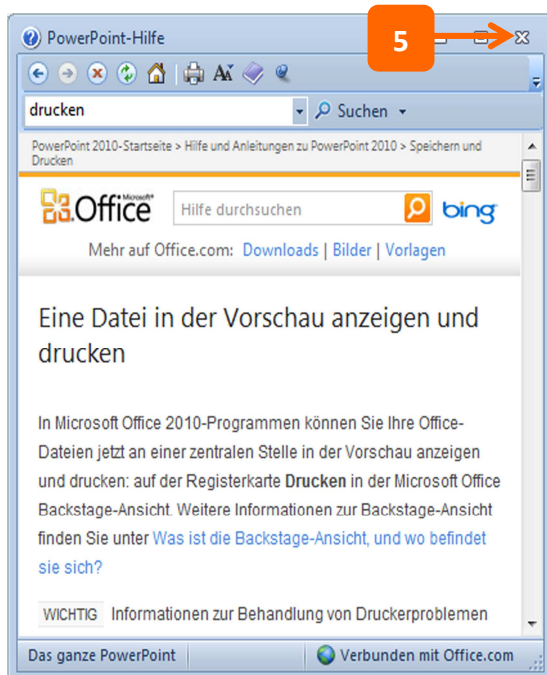 PowerPoint-Hilfe
5
drucken
Suchen
PowerPoint 2010-Startseite > Hilfe und Anleitungen zu PowerPoint 2010 > Speichern und
Drucken
Microsoft®
Office
Hilfe durchsuchen
bing
Mehr auf Office.com: Downloads | Bilder | Vorlagen
Eine Datei in der Vorschau anzeigen und
drucken
In Microsoft Office 2010-Programmen können Sie Ihre Office-
Dateien jetzt an einer zentralen Stelle in der Vorschau anzeigen
und drucken: auf der Registerkarte Drucken in der Microsoft Office
Backstage-Ansicht. Weitere Informationen zur Backstage-Ansicht
finden Sie unter Was ist die Backstage-Ansicht, und wo befindet
sie sich?
WICHTIG Informationen zur Behandlung von Druckerproblemen
Das ganze PowerPoint
Verbunden mit Office.com